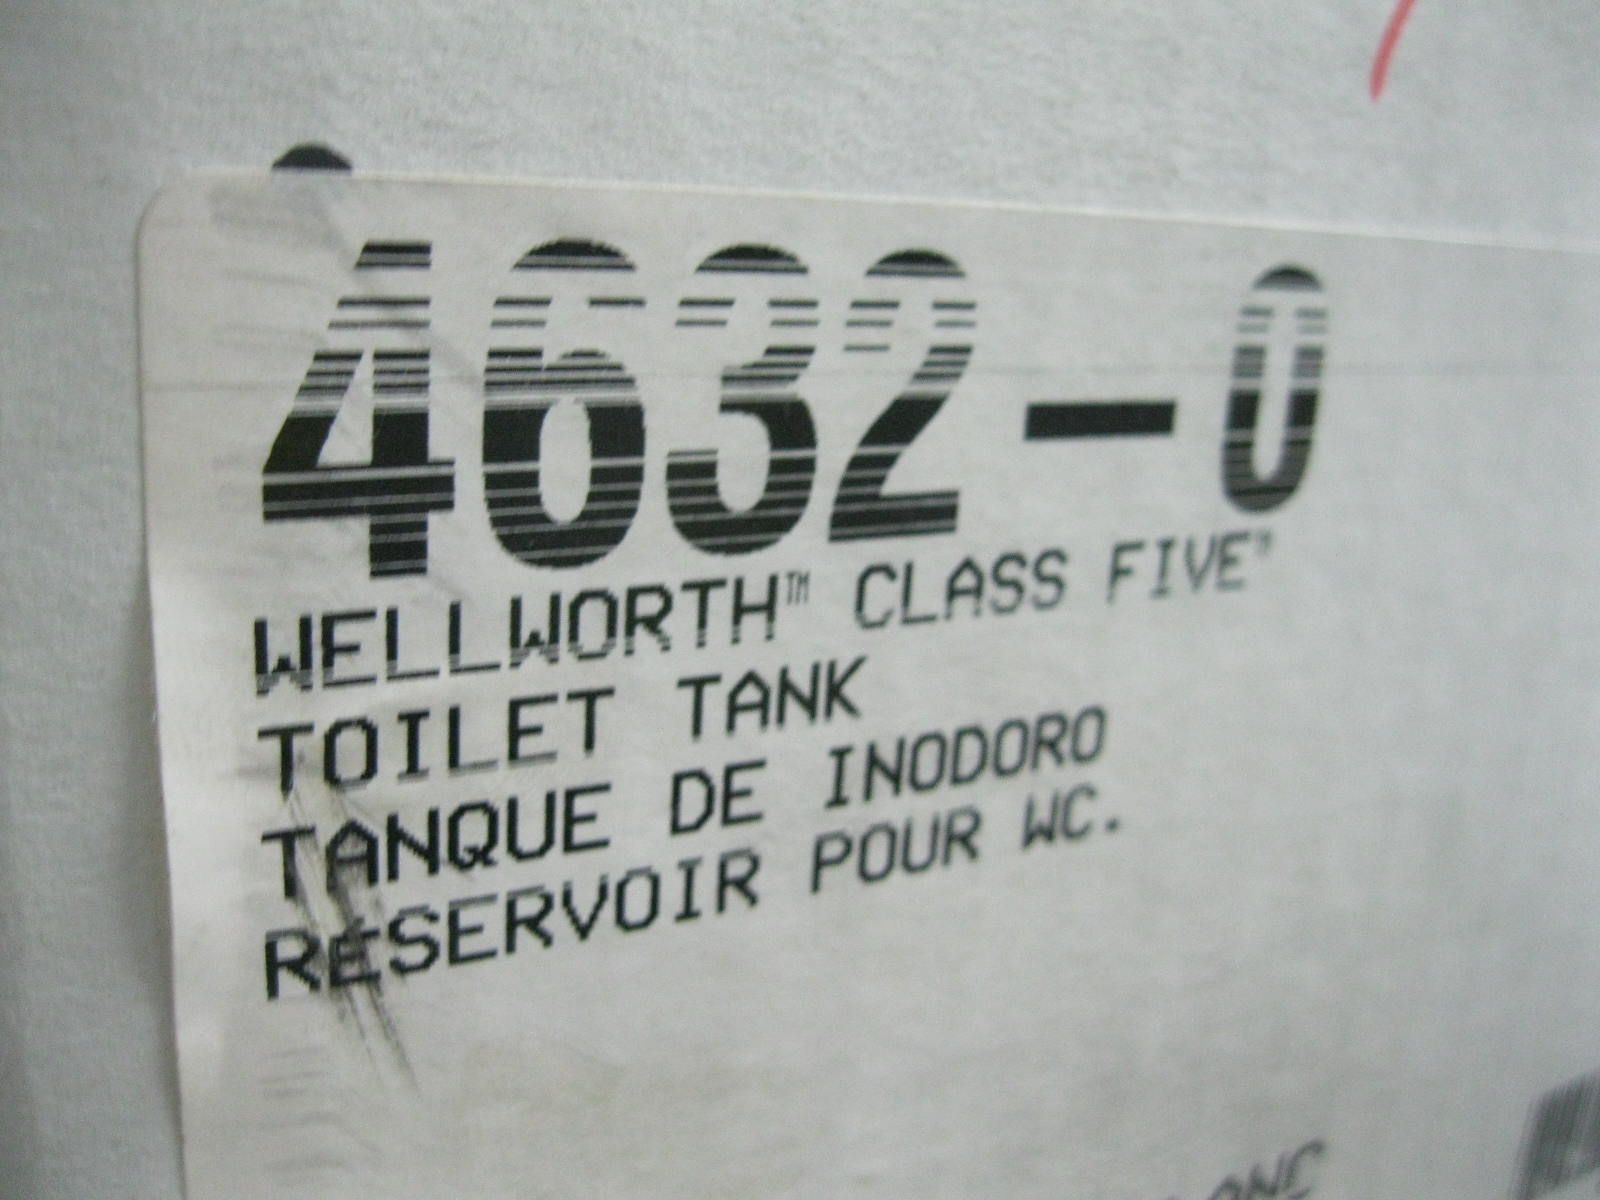 4632-0
WELLWORTH™ CLASS FIVE™
TOILET TANK
TANQUE DE INODORO
RÉSERVOIR POUR WC.